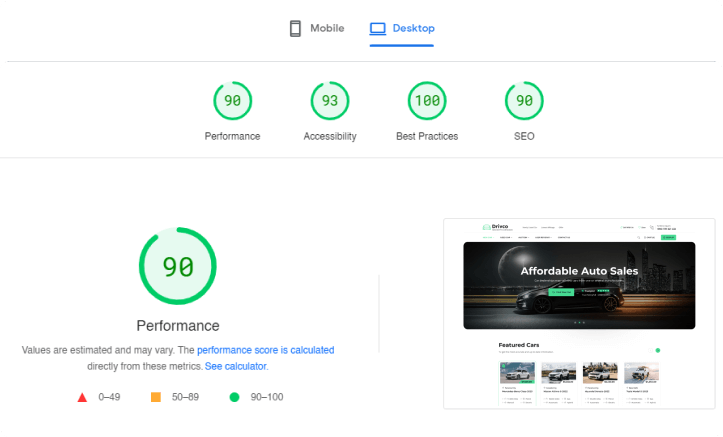 Mobile
Desktop
90
93
100
90
Performance
Accessibility
Best Practices
SEO
90
Performance
Values are estimated and may vary. The performance score is calculated
directly from these metrics. See calculator.
0–49
50–89
90–100
Drivco
Affordable Auto Sales
Featured Cars